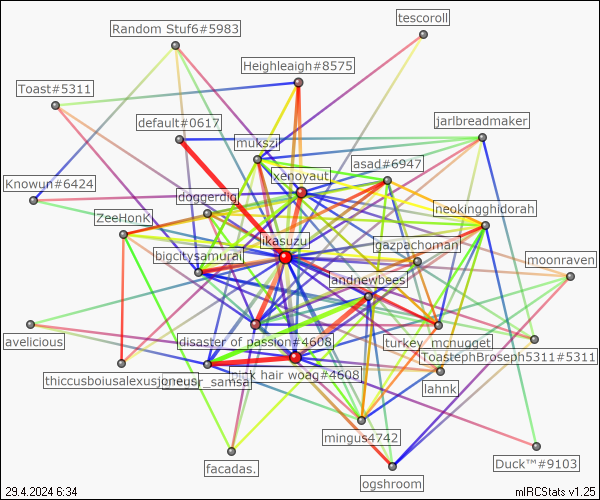 tescoroll
Random Stuf6#5983
Heighleaigh#8575
Toast#5311
default#0617
jarlbreadmaker
mukszi
asad#6947
xenoyaut
Knowun#6424
doggerdig
neokingghidorah
ZeeHonK
ikasuzu
gazpachoman
bigcitysamurai
moonraven
andnewbees
avelicious
disaster of passion#4608
turkey_mcnugget
ToastephBroseph5311#5311
pink hair woag#4608
thiccusboiusalexusjoneus
lahnk
mingus4742
facadas.
Duck™#9103
ogshroom
29.4.2024 6:34
mIRCStats v1.25